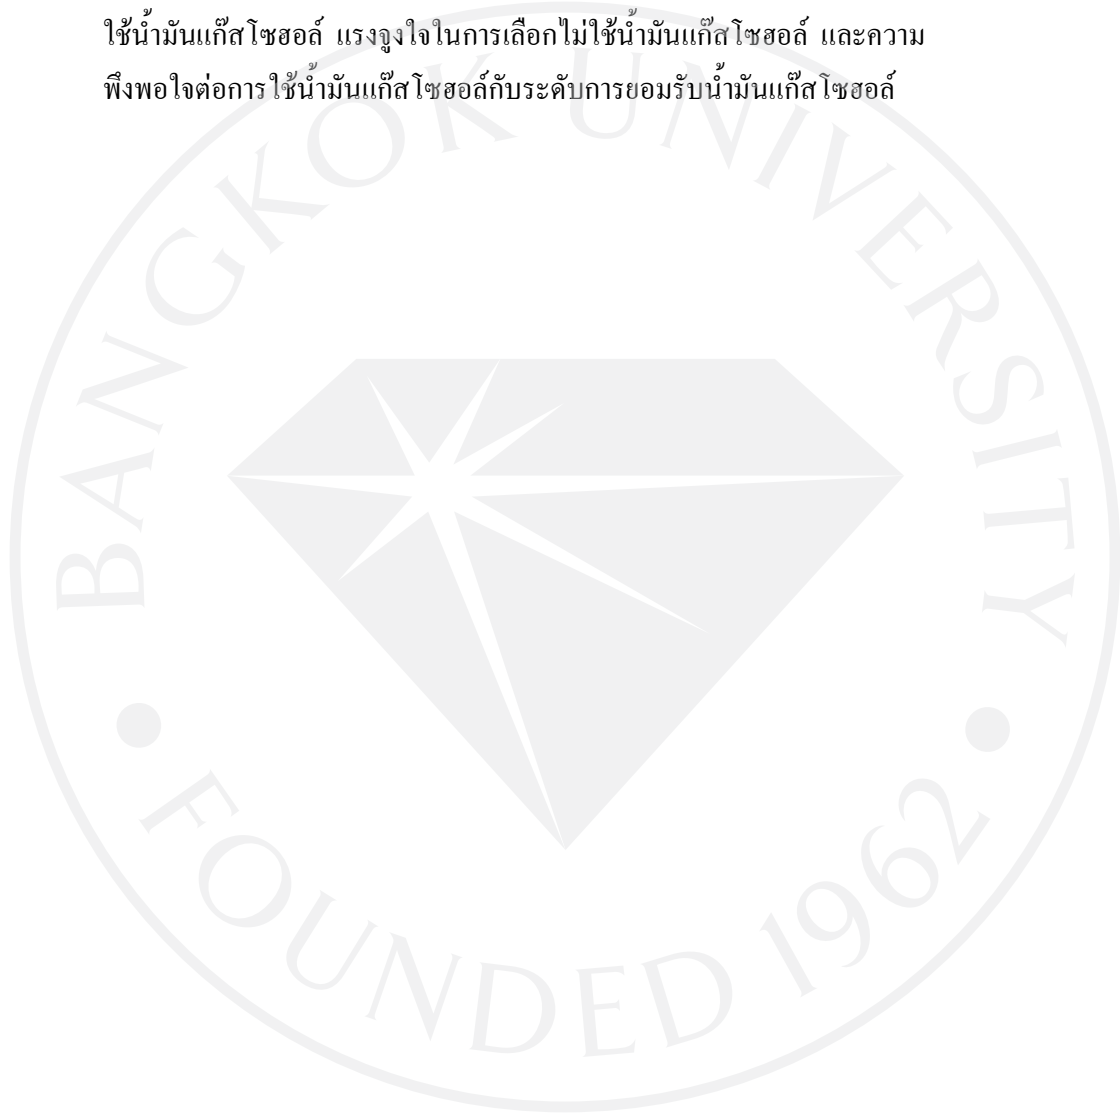 ใช้น้ำมันแก๊สโซฮอล์ แรงจูงใจในการเลือกไม่ใช้น้ำมันแก๊สโซฮอล์ และความ
พึงพอใจต่อการใช้น้ำมันแก๊สโซฮอล์กับระดับการยอมรับน้ำมันแก๊สโซฮอล์
BANGKOK UNIVERSITY
FOUNDED 1962